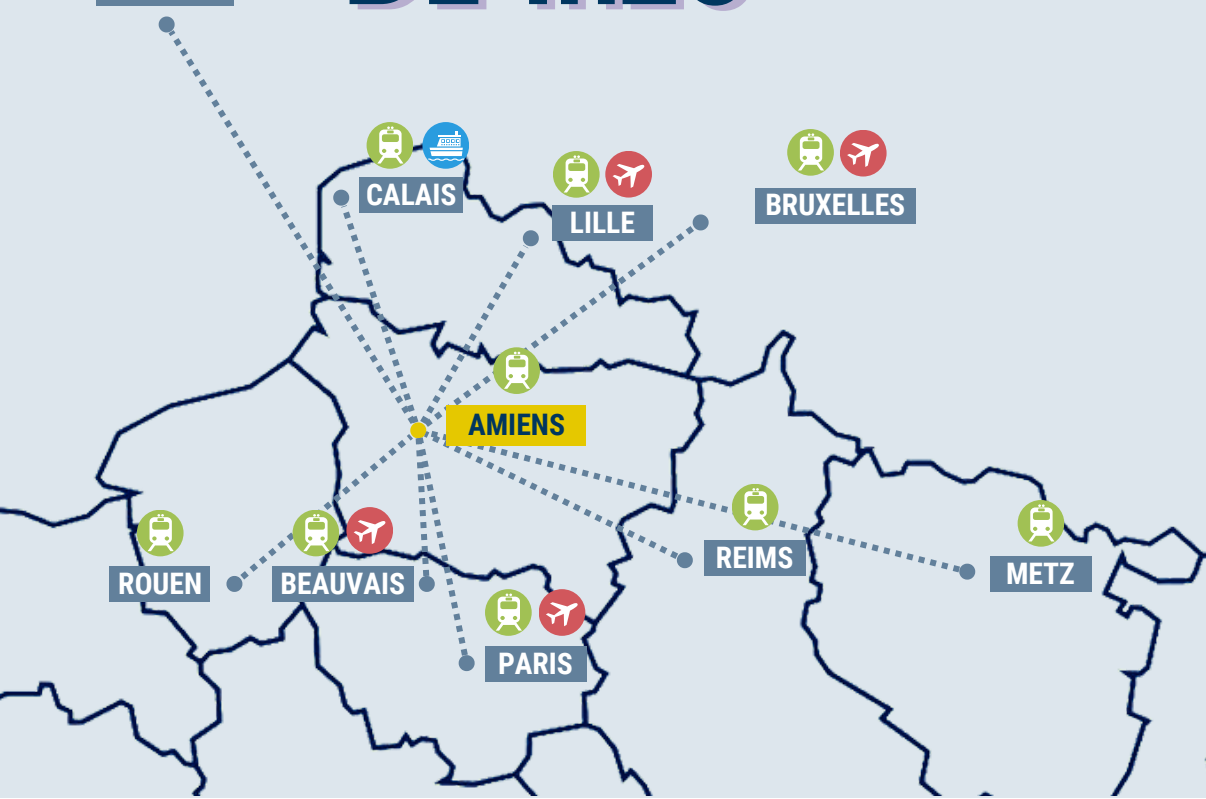 CALAIS
LILLE
BRUXELLES
AMIENS
REIMS
METZ
ROUEN
BEAUVAIS
PARIS